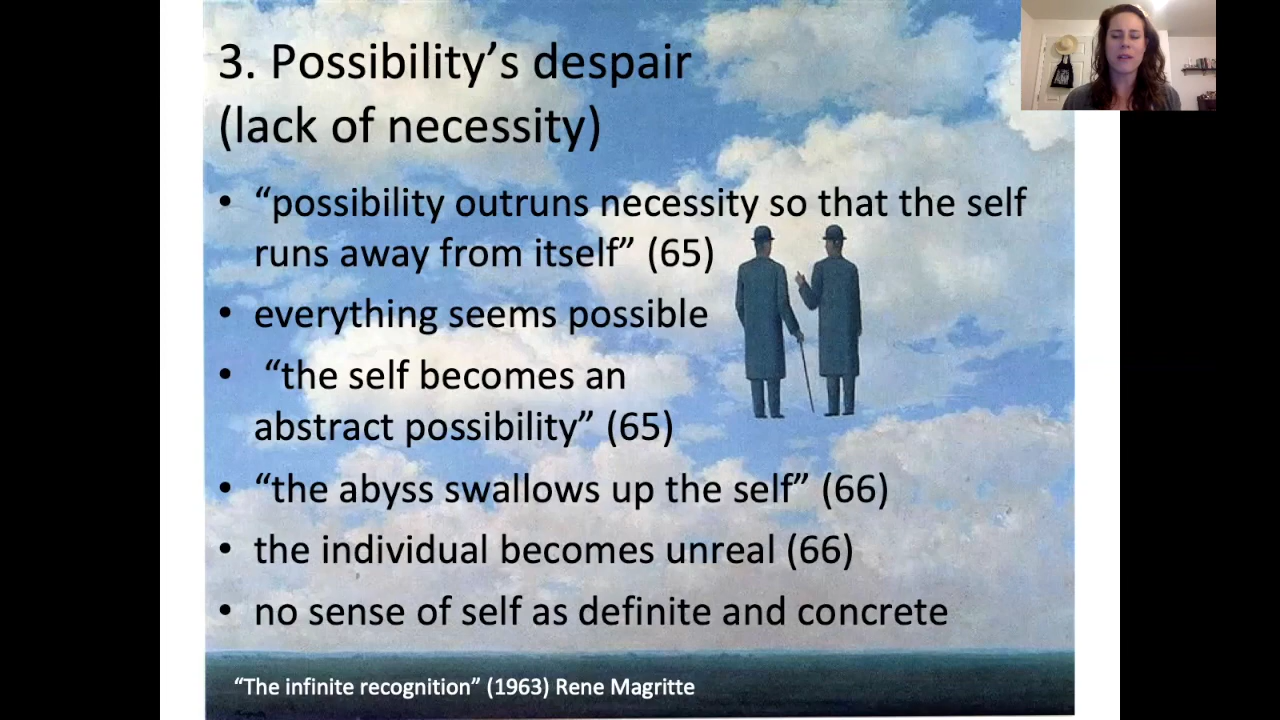 3. Possibility’s despair
(lack of necessity)
• “possibility outruns necessity so that the self
runs away from itself” (65)
• everything seems possible
• “the self becomes an
abstract possibility” (65)
• “the abyss swallows up the self” (66)
• the individual becomes unreal (66)
• no sense of self as definite and concrete
“The infinite recognition” (1963) Rene Magritte